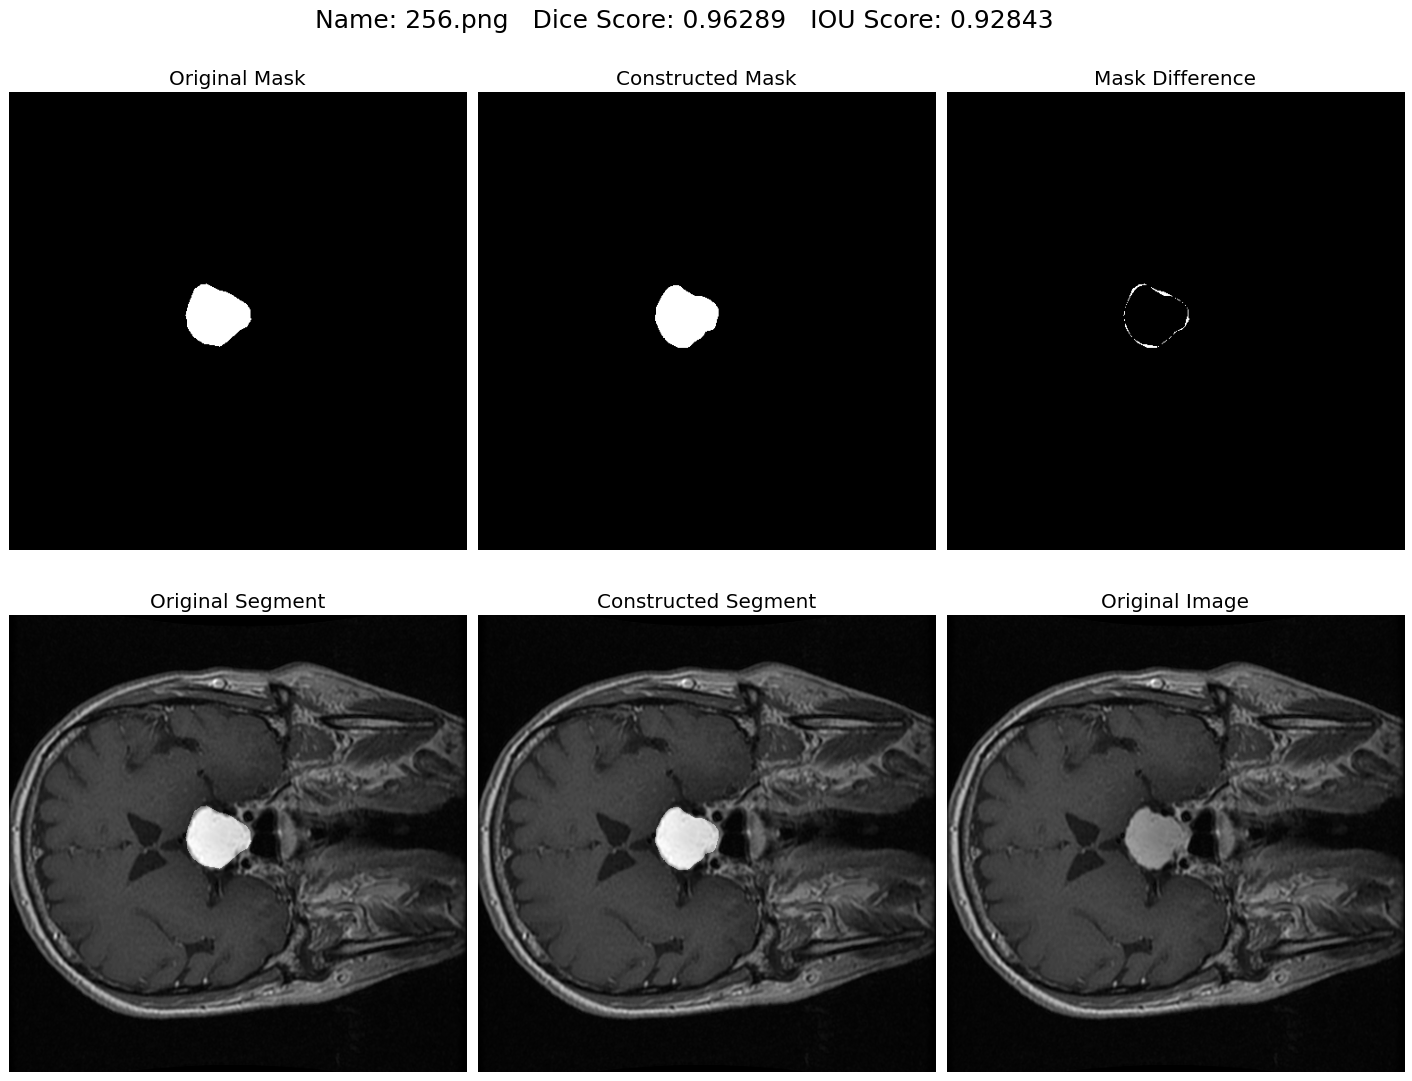 Name: 256.png   Dice Score: 0.96289   IOU Score: 0.92843
Original Mask
Constructed Mask
Mask Difference
Original Segment
Constructed Segment
Original Image